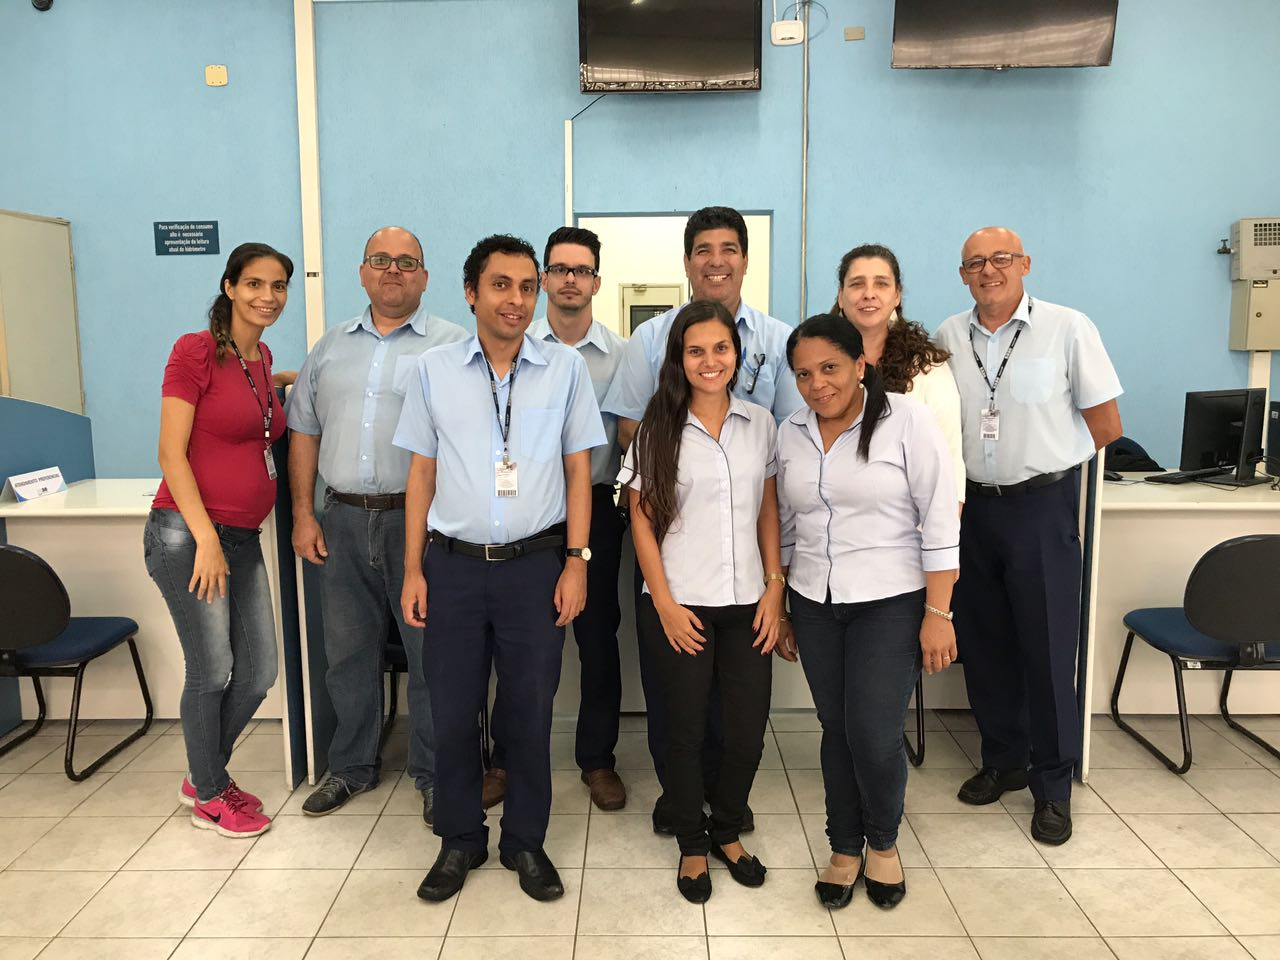 Para verificação de consumo
alto é necessário
apresentação da leitura
atual do hidrômetro
ATENDIMENTO PREFERENCIAL